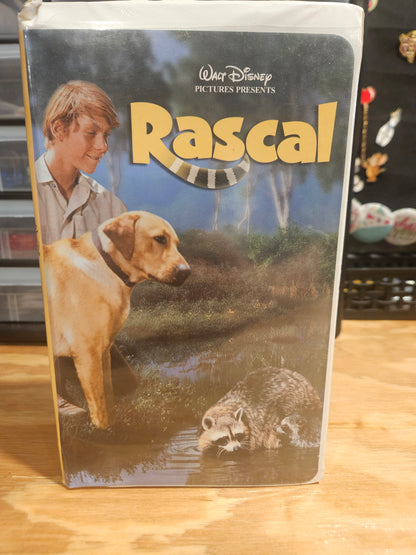 Walt Disney
PICTURES PRESENTS
Rascal